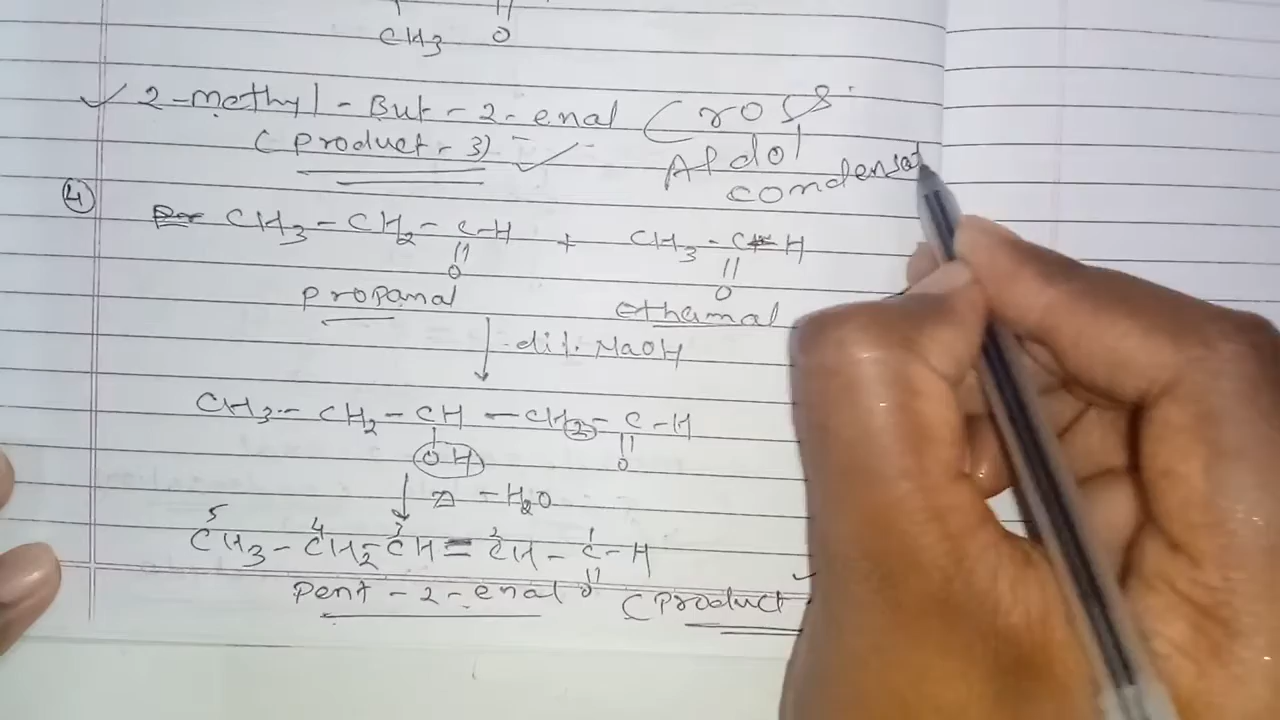 CH3 O
✓ 2-methyl-But-2-enal Cross
(product-3) ✓ Aldol
condensat
④ CH3-CH2-C-H + CH3-C-H
|| ||
O O
propanal ethanal
↓ dil. NaOH
CH3-CH2-CH-CH2-C-H
| ||
OH O
↓ Δ -H2O
5 4 3 2 1
CH3-CH2-CH=CH-C-H
||
Pent-2-enal O (product